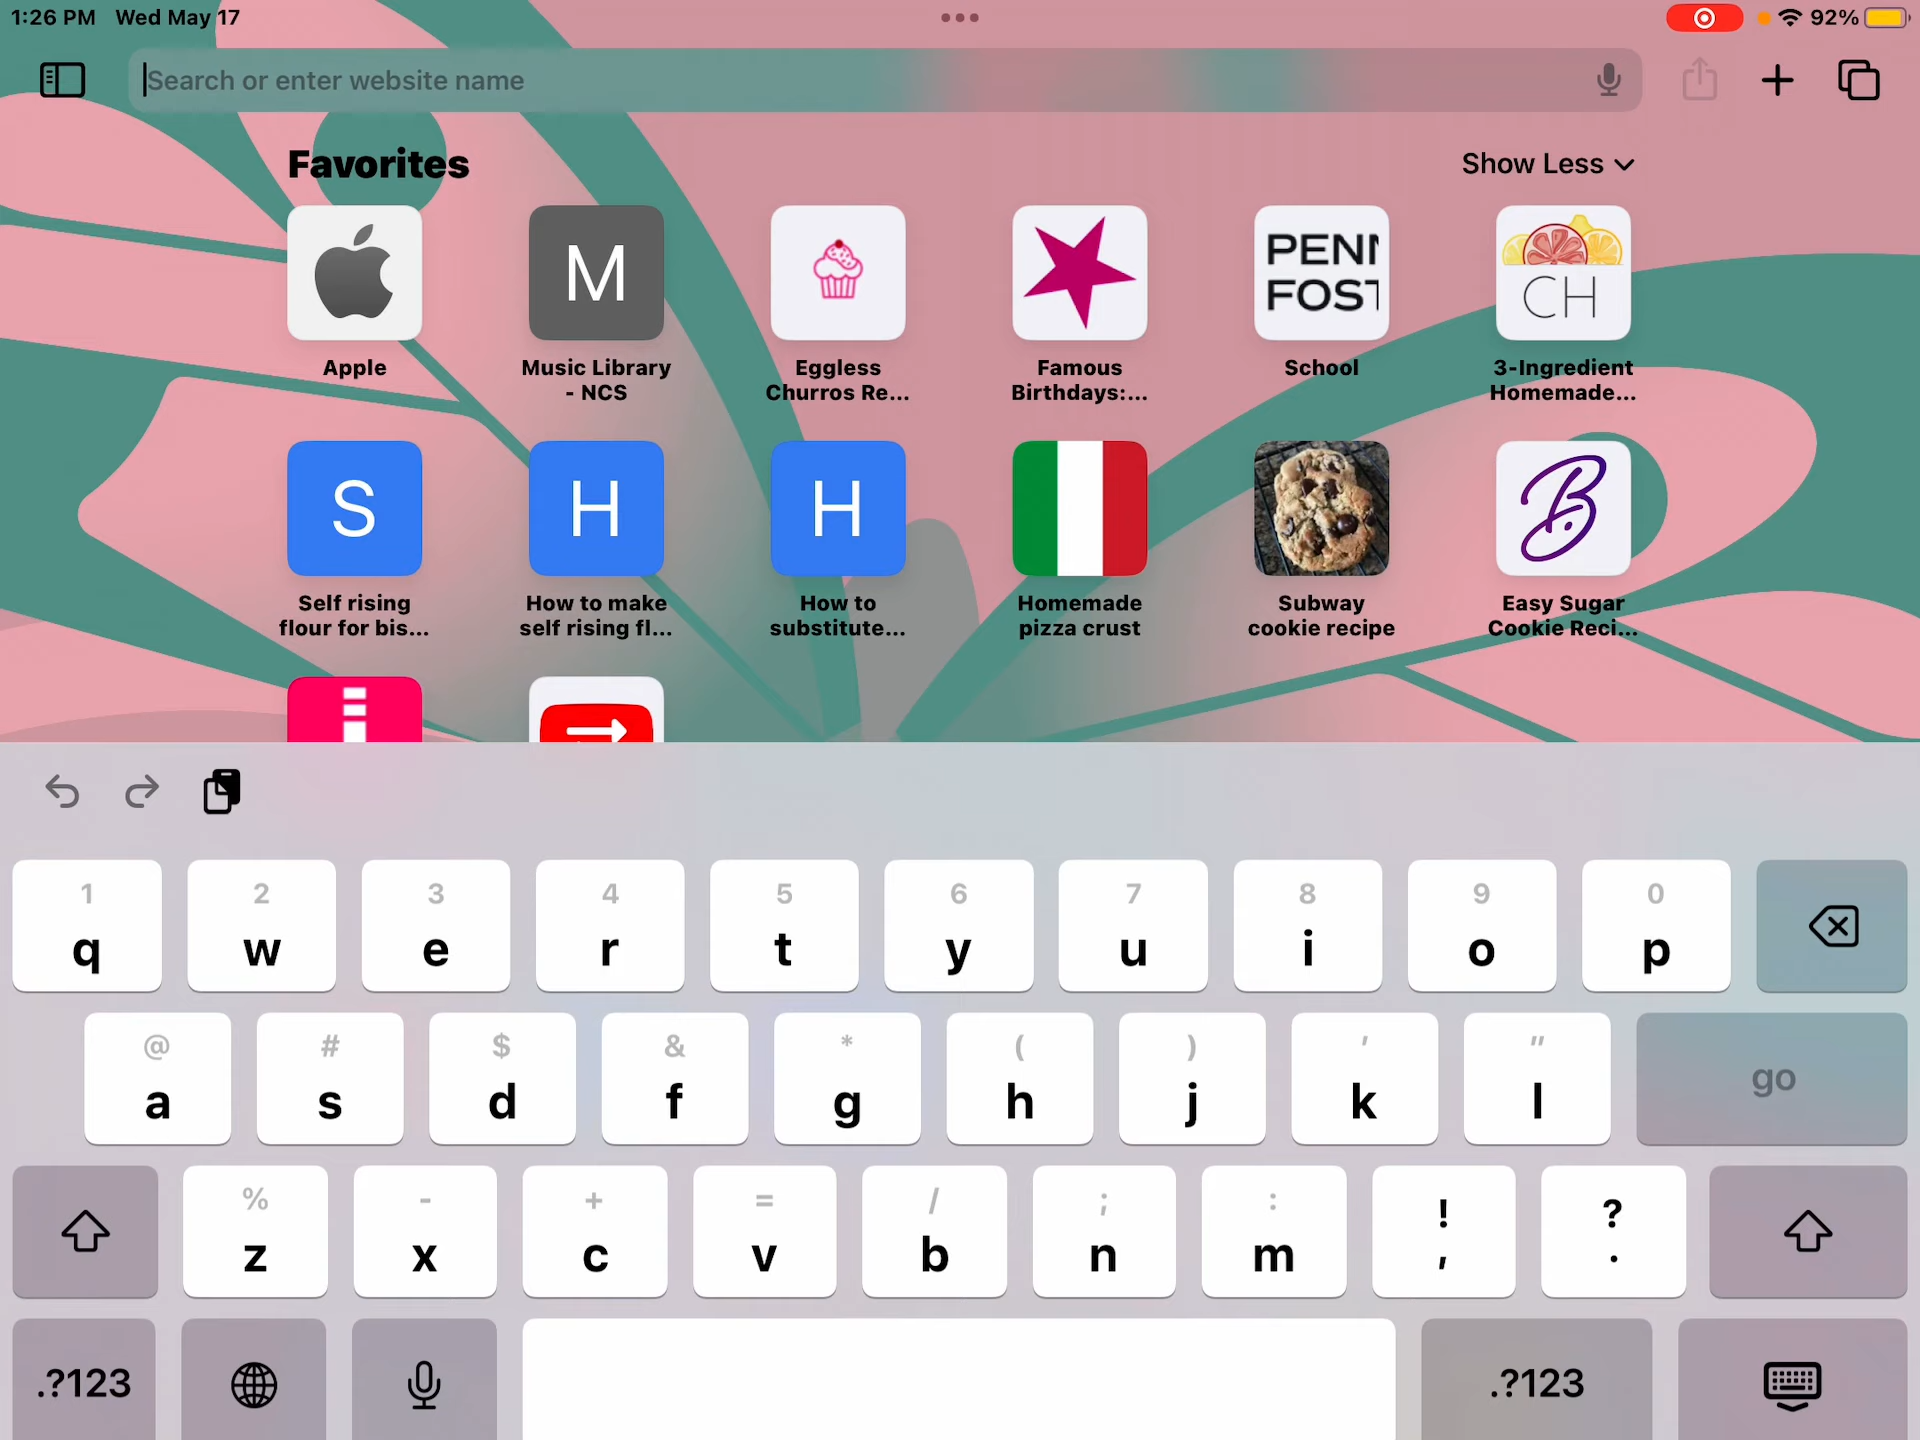 1:26 PM Wed May 17 92%
Search or enter website name
Favorites Show Less
M PENN FOST CH
Apple Music Library - NCS Eggless Churros Re... Famous Birthdays:... School 3-Ingredient Homemade...
S H H B
Self rising flour for bis... How to make self rising fl... How to substitute... Homemade pizza crust Subway cookie recipe Easy Sugar Cookie Reci...
1 2 3 4 5 6 7 8 9 0
q w e r t y u i o p
@ # $ & * ( ) ' "
a s d f g h j k l go
% - + = / ; : ! ?
z x c v b n m , .
.?123 .?123